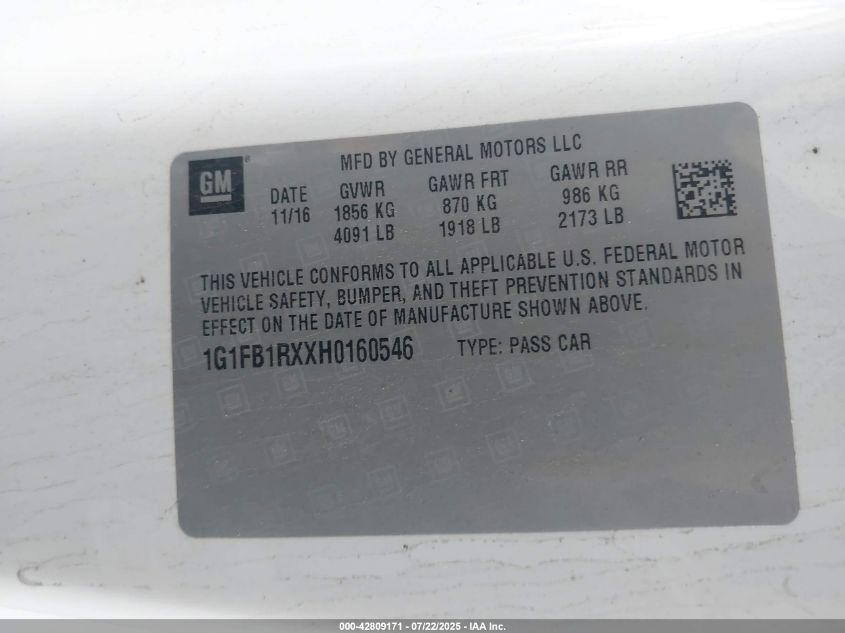 GM
®
MFD BY GENERAL MOTORS LLC
DATE GVWR GAWR FRT GAWR RR
11/16 1856 KG 870 KG 986 KG
4091 LB 1918 LB 2173 LB
THIS VEHICLE CONFORMS TO ALL APPLICABLE U.S. FEDERAL MOTOR
VEHICLE SAFETY, BUMPER, AND THEFT PREVENTION STANDARDS IN
EFFECT ON THE DATE OF MANUFACTURE SHOWN ABOVE.
1G1FB1RXXH0160546 TYPE: PASS CAR
000-42809171 - 07/22/2025 - IAA Inc.